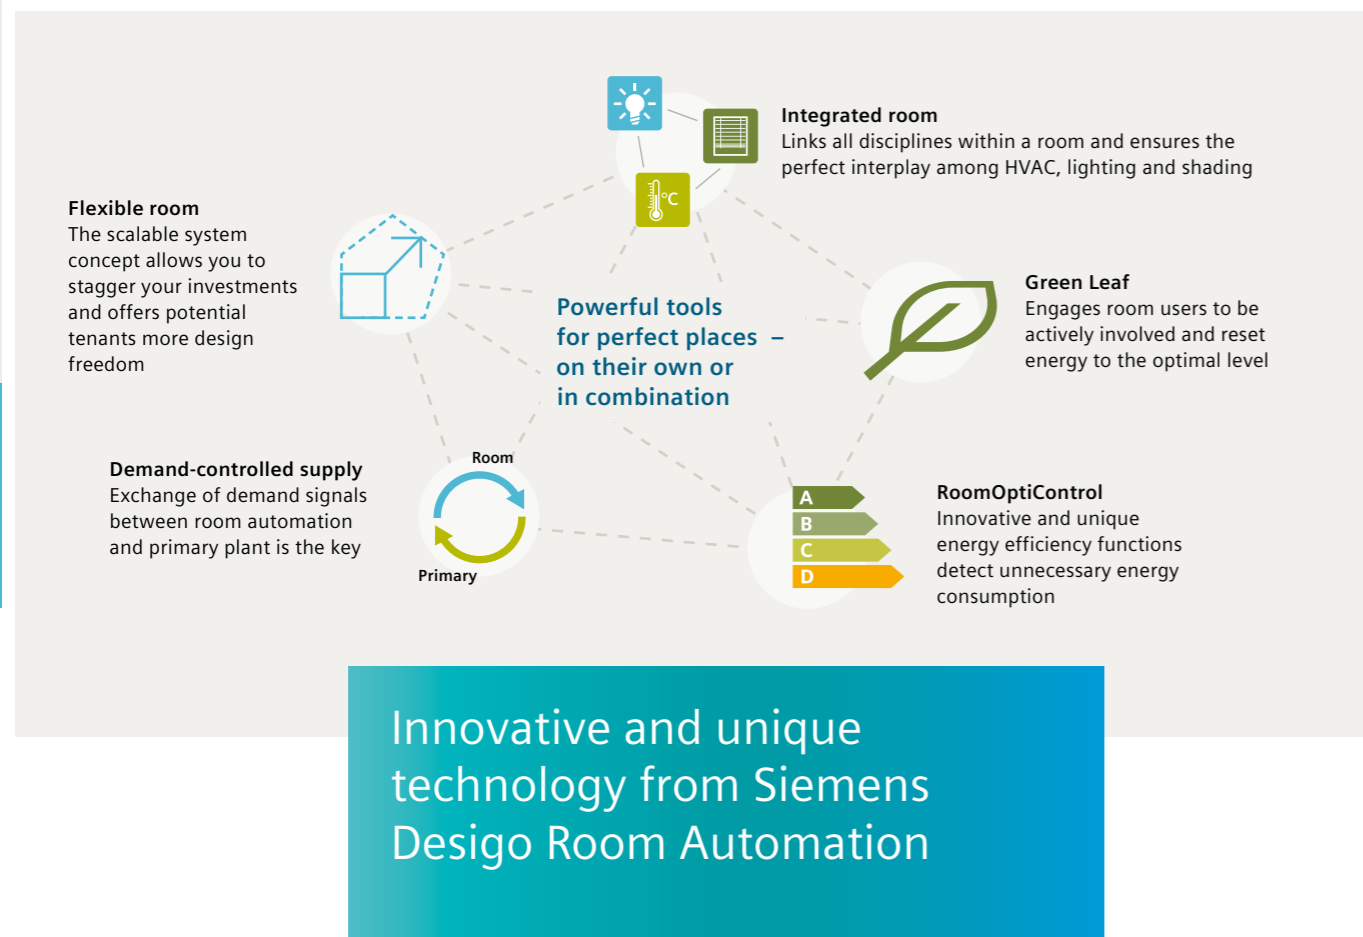 Integrated room
Links all disciplines within a room and ensures the
perfect interplay among HVAC, lighting and shading
°C
Flexible room
The scalable system
concept allows you to
stagger your investments
and offers potential
tenants more design
freedom
Powerful tools
for perfect places –
on their own or
in combination
Green Leaf
Engages room users to be
actively involved and reset
energy to the optimal level
Demand-controlled supply
Exchange of demand signals
between room automation
and primary plant is the key
Room
Primary
A
B
C
D
RoomOptiControl
Innovative and unique
energy efficiency functions
detect unnecessary energy
consumption
Innovative and unique
technology from Siemens
Desigo Room Automation